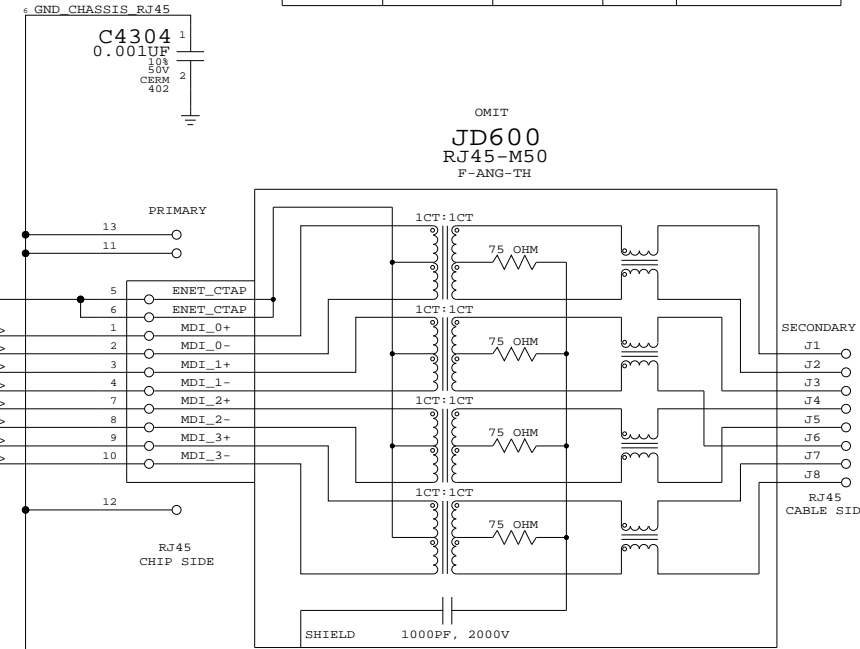 6 GND_CHASSIS_RJ45
C4304 1
0.001UF
10%
50V
CERM 2
402
OMIT
JD600
RJ45-M50
F-ANG-TH
PRIMARY
13
11
5 ENET_CTAP
6 ENET_CTAP
1 MDI_0+
2 MDI_0-
3 MDI_1+
4 MDI_1-
7 MDI_2+
8 MDI_2-
9 MDI_3+
10 MDI_3-
12
RJ45
CHIP SIDE
1CT:1CT
75 OHM
1CT:1CT
75 OHM
1CT:1CT
75 OHM
1CT:1CT
75 OHM
SHIELD 1000PF, 2000V
SECONDARY
J1
J2
J3
J4
J5
J6
J7
J8
RJ45
CABLE SID